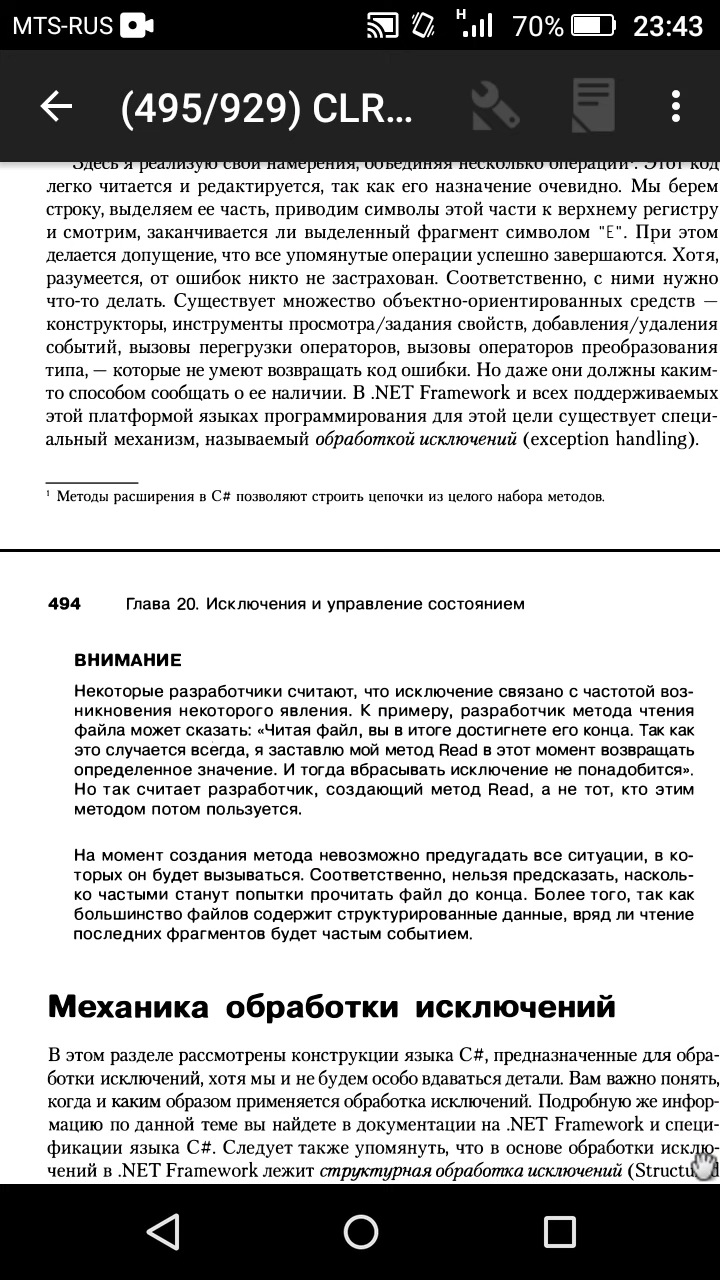 MTS-RUS H 70% 23:43
(495/929) CLR...
Здесь я реализую свои намерения, объединяя несколько операций¹. Этот код
легко читается и редактируется, так как его назначение очевидно. Мы берем
строку, выделяем ее часть, приводим символы этой части к верхнему регистру
и смотрим, заканчивается ли выделенный фрагмент символом "E". При этом
делается допущение, что все упомянутые операции успешно завершаются. Хотя,
разумеется, от ошибок никто не застрахован. Соответственно, с ними нужно
что-то делать. Существует множество объектно-ориентированных средств —
конструкторы, инструменты просмотра/задания свойств, добавления/удаления
событий, вызовы перегрузки операторов, вызовы операторов преобразования
типа, — которые не умеют возвращать код ошибки. Но даже они должны каким-
то способом сообщать о ее наличии. В .NET Framework и всех поддерживаемых
этой платформой языках программирования для этой цели существует специ-
альный механизм, называемый обработкой исключений (exception handling).
¹ Методы расширения в C# позволяют строить цепочки из целого набора методов.
494 Глава 20. Исключения и управление состоянием
ВНИМАНИЕ
Некоторые разработчики считают, что исключение связано с частотой воз-
никновения некоторого явления. К примеру, разработчик метода чтения
файла может сказать: «Читая файл, вы в итоге достигнете его конца. Так как
это случается всегда, я заставлю мой метод Read в этот момент возвращать
определенное значение. И тогда вбрасывать исключение не понадобится».
Но так считает разработчик, создающий метод Read, а не тот, кто этим
методом потом пользуется.
На момент создания метода невозможно предугадать все ситуации, в ко-
торых он будет вызываться. Соответственно, нельзя предсказать, насколь-
ко частыми станут попытки прочитать файл до конца. Более того, так как
большинство файлов содержит структурированные данные, вряд ли чтение
последних фрагментов будет частым событием.
Механика обработки исключений
В этом разделе рассмотрены конструкции языка C#, предназначенные для обра-
ботки исключений, хотя мы и не будем особо вдаваться детали. Вам важно понять,
когда и каким образом применяется обработка исключений. Подробную же инфор-
мацию по данной теме вы найдете в документации на .NET Framework и специ-
фикации языка C#. Следует также упомянуть, что в основе обработки исклю-
чений в .NET Framework лежит структурная обработка исключений (Structured